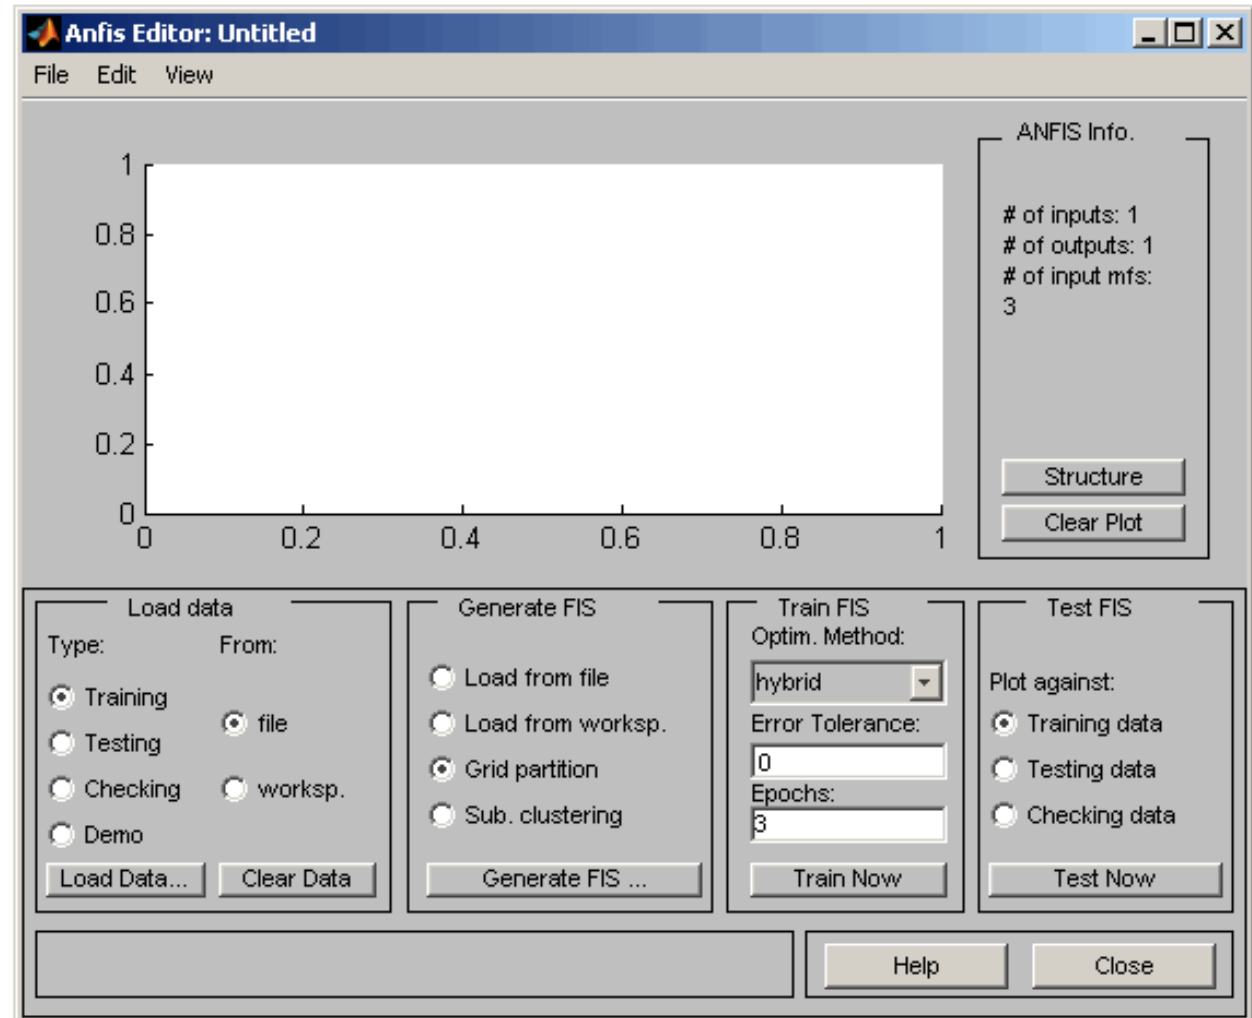 Anfis Editor: Untitled
File Edit View
1
0.8
0.6
0.4
0.2
0
0 0.2 0.4 0.6 0.8 1
ANFIS Info.
# of inputs: 1
# of outputs: 1
# of input mfs:
3
Structure
Clear Plot
Load data
Type: From:
Training
file
Testing
Checking
worksp.
Demo
Load Data... Clear Data
Generate FIS
Load from file
Load from worksp.
Grid partition
Sub. clustering
Generate FIS ...
Train FIS
Optim. Method:
hybrid
Error Tolerance:
0
Epochs:
3
Train Now
Test FIS
Plot against:
Training data
Testing data
Checking data
Test Now
Help Close